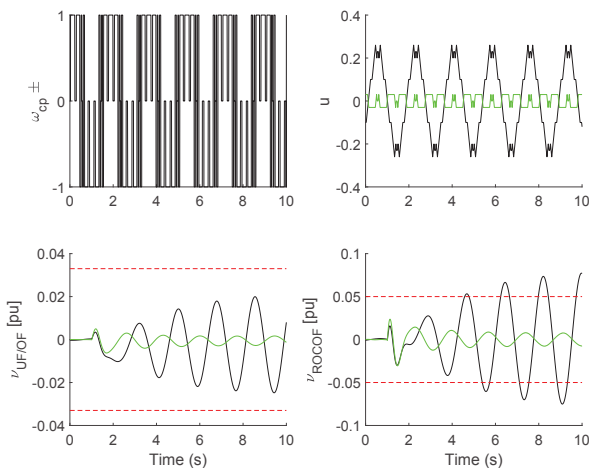 ω_cp ±
1
0
-1
0 2 4 6 8 10
u
0.4
0.2
0
-0.2
-0.4
0 2 4 6 8 10
ν_UF/OF [pu]
0.04
0.02
0
-0.02
-0.04
0 2 4 6 8 10
Time (s)
ν_ROCOF [pu]
0.1
0.05
0
-0.05
-0.1
0 2 4 6 8 10
Time (s)